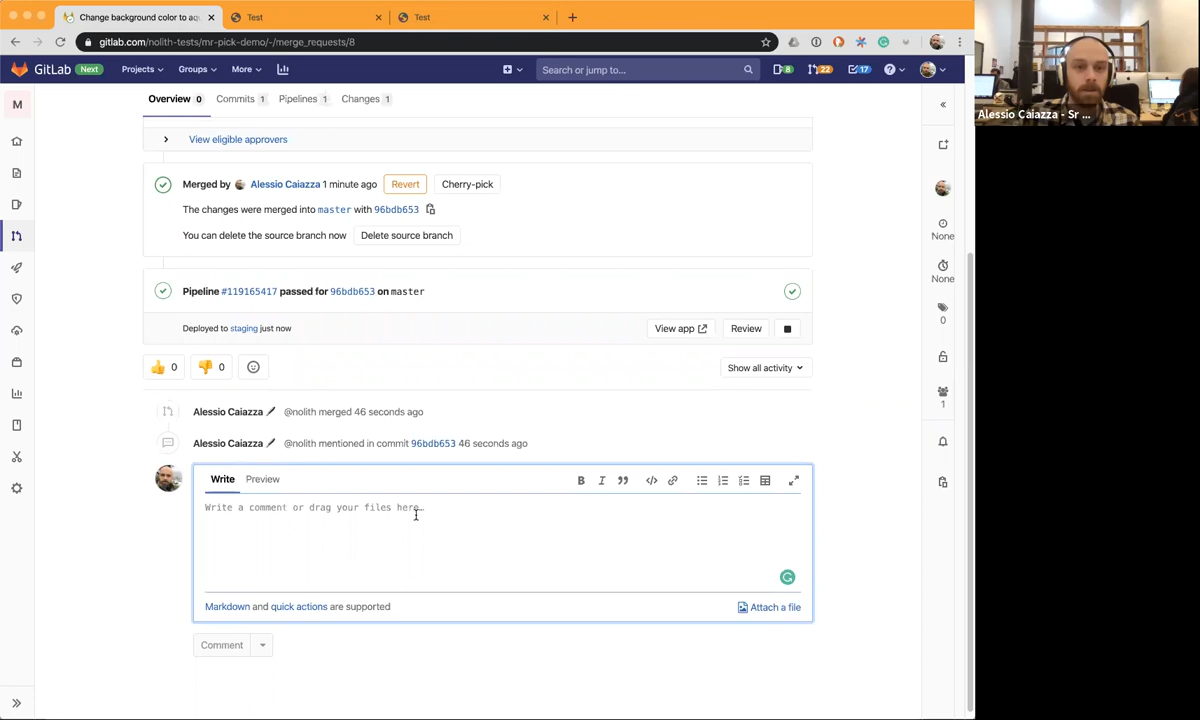 Change background color to aq
Test
Test
gitlab.com/nolith-tests/mr-pick-demo/-/merge_requests/8
GitLab Next Projects Groups More Search or jump to... 8 22 17
M
Overview 0 Commits 1 Pipelines 1 Changes 1
View eligible approvers
Merged by Alessio Caiazza 1 minute ago Revert Cherry-pick
The changes were merged into master with 96bdb653
You can delete the source branch now Delete source branch
Pipeline #119165417 passed for 96bdb653 on master
Deployed to staging just now View app Review
0 0 Show all activity
Alessio Caiazza @nolith merged 46 seconds ago
Alessio Caiazza @nolith mentioned in commit 96bdb653 46 seconds ago
Write Preview B I
Write a comment or drag your files here…
Markdown and quick actions are supported Attach a file
Comment
None
None
0
1
Alessio Caiazza - Sr ...